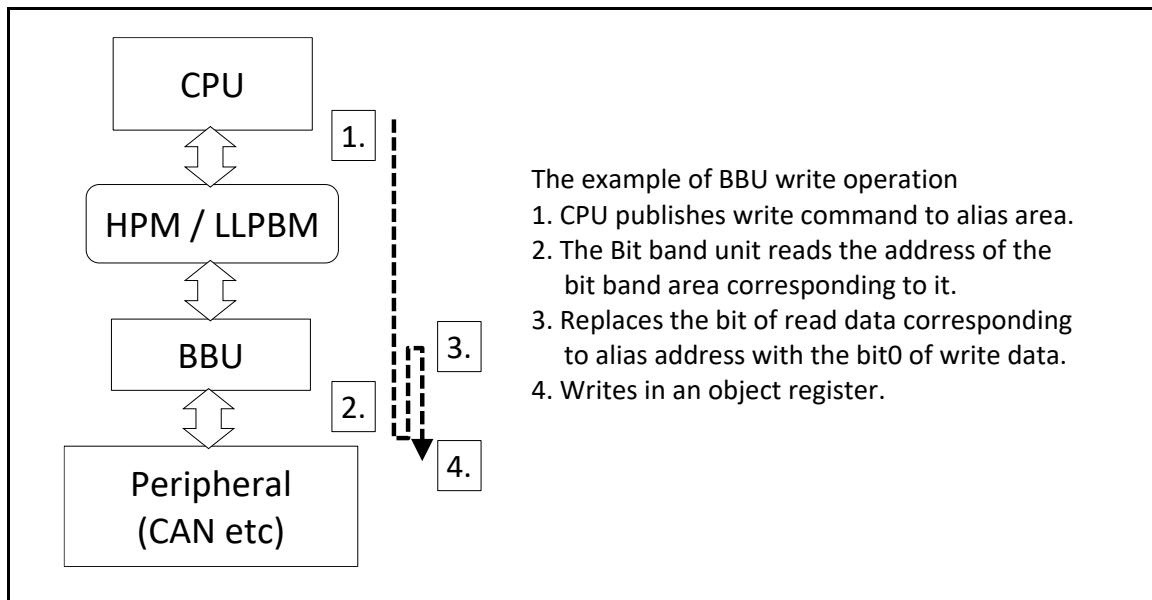 CPU
1.
HPM / LLPBM
BBU
3.
2.
4.
Peripheral
(CAN etc)
The example of BBU write operation
1. CPU publishes write command to alias area.
2. The Bit band unit reads the address of the
bit band area corresponding to it.
3. Replaces the bit of read data corresponding
to alias address with the bit0 of write data.
4. Writes in an object register.